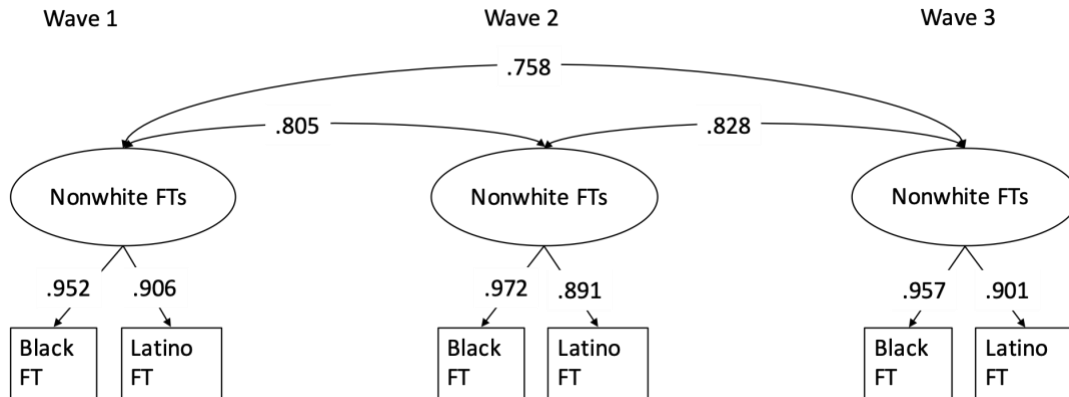 Wave 1 Wave 2 Wave 3
.758
.805 .828
Nonwhite FTs Nonwhite FTs Nonwhite FTs
.952 .906 .972 .891 .957 .901
Black Latino Black Latino Black Latino
FT FT FT FT FT FT